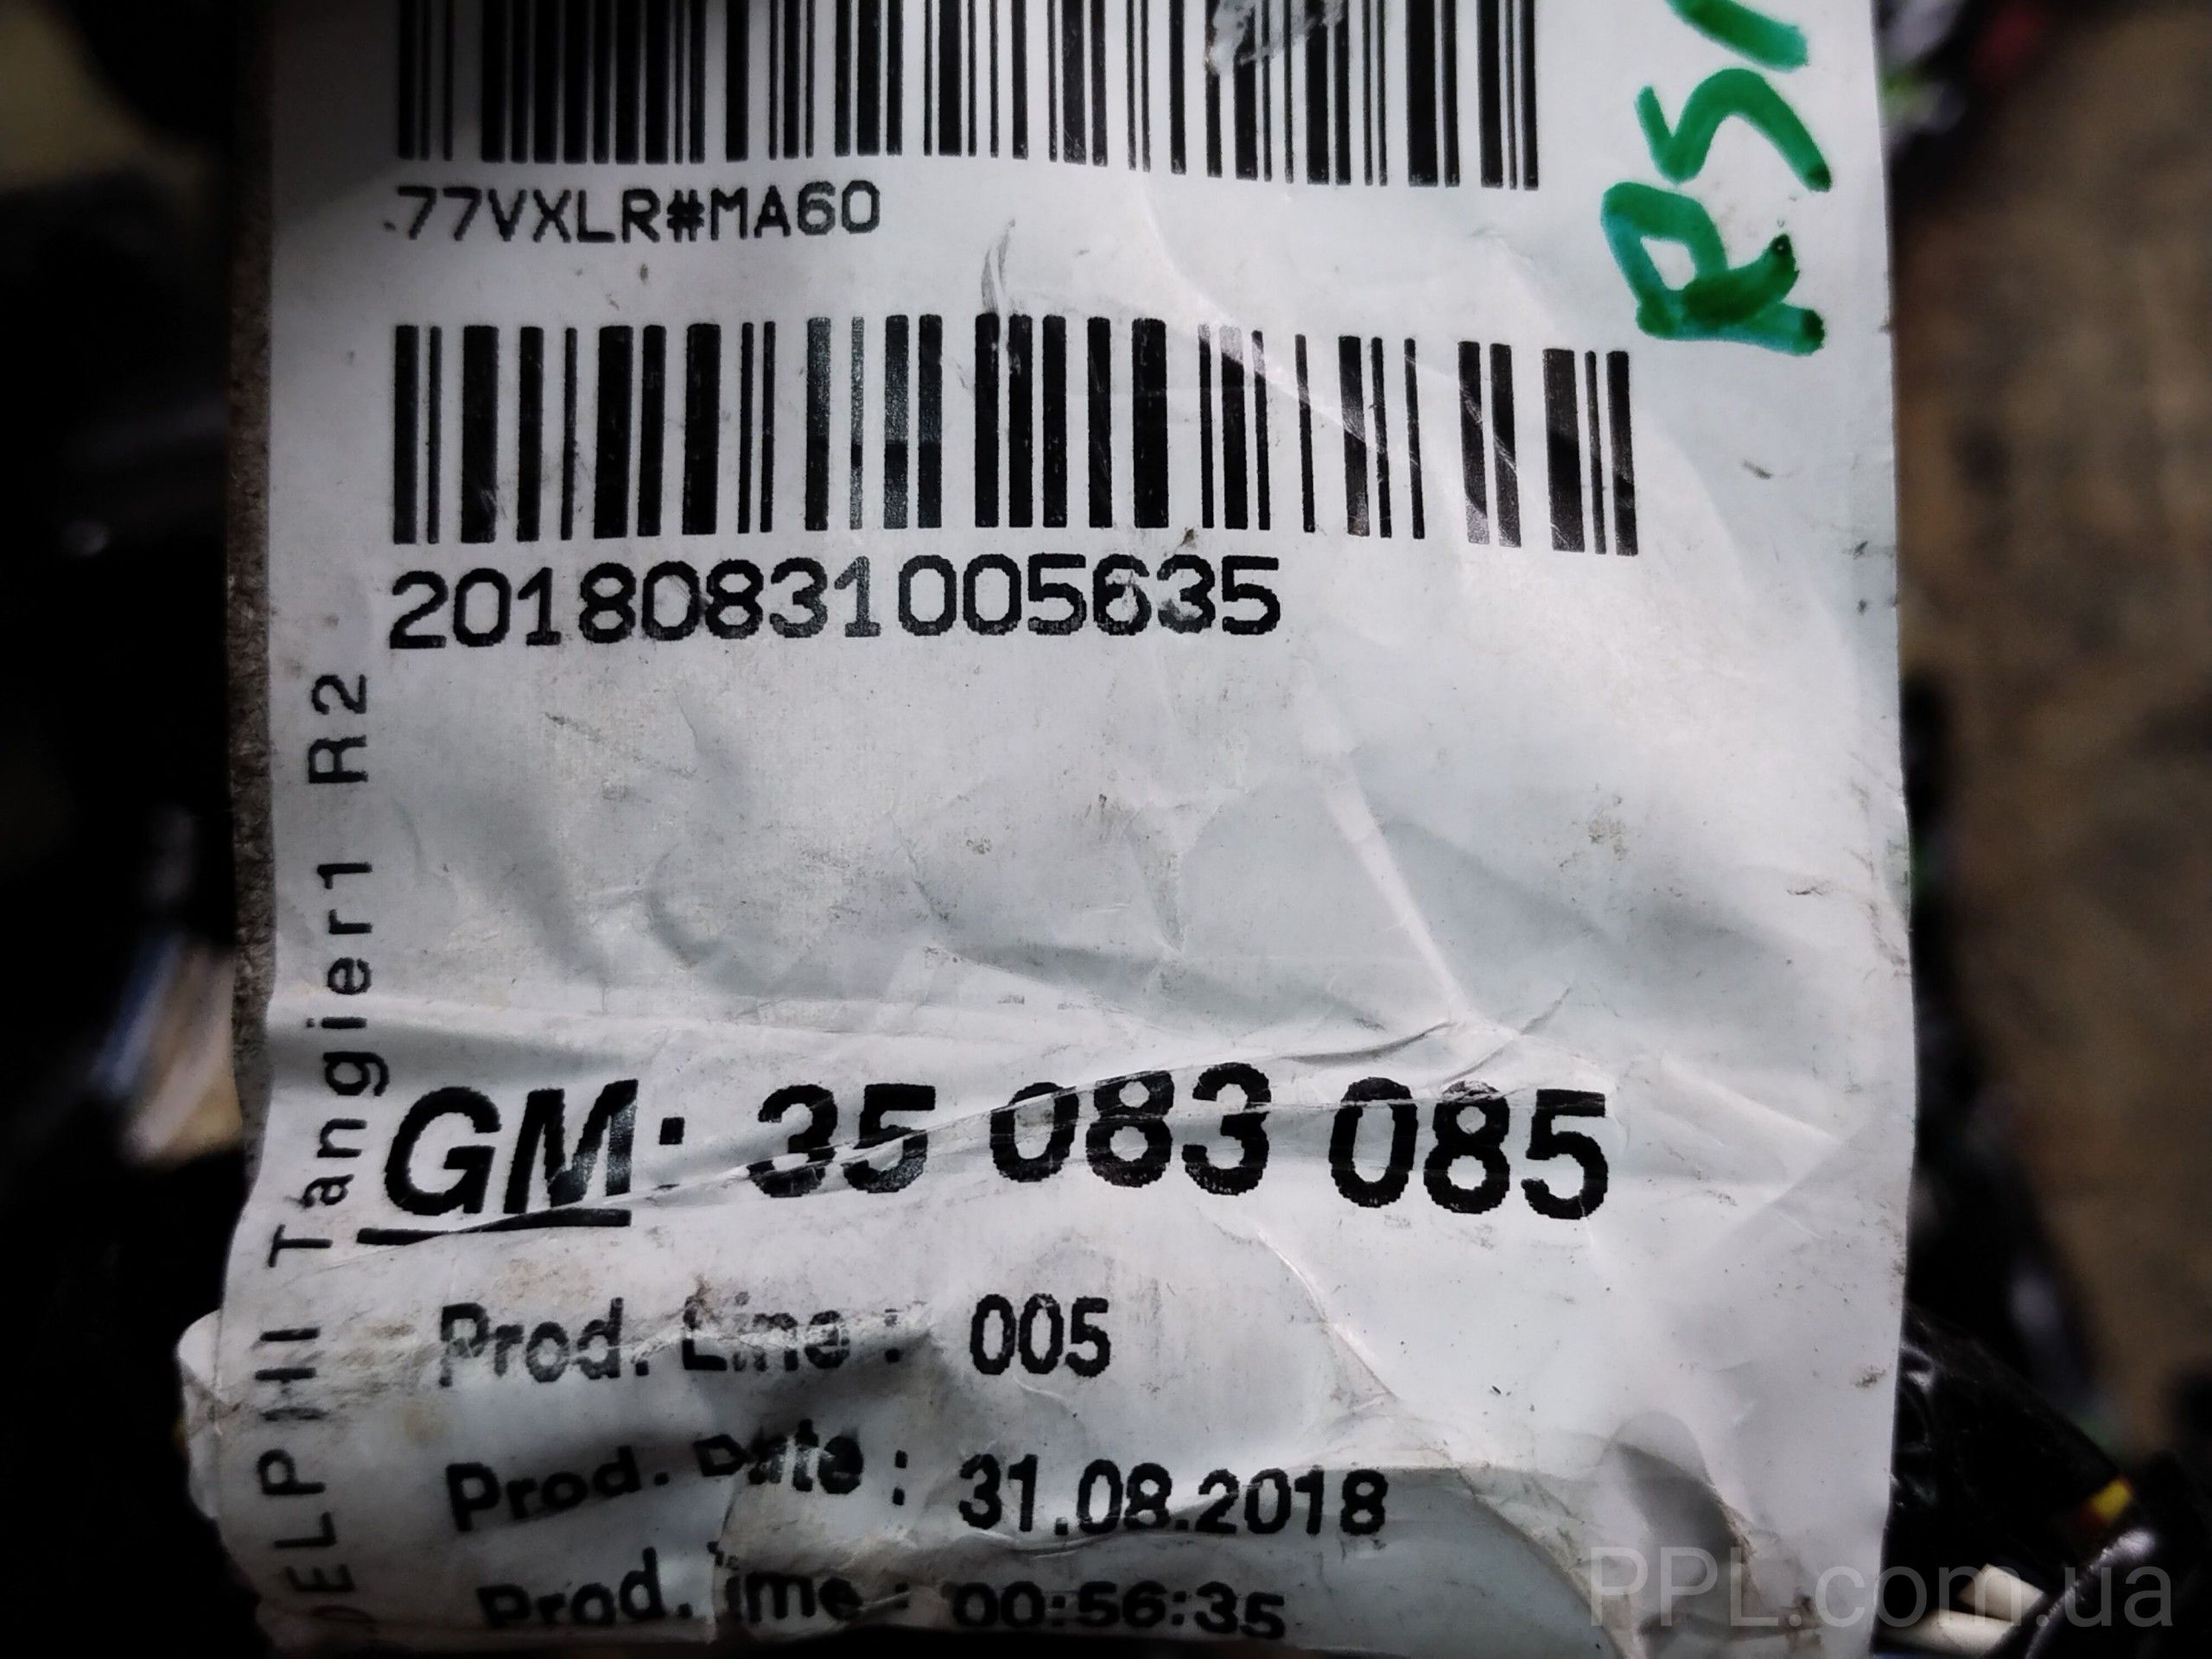 77VXLR#MA60
20180831005635
DELPHI Tangier1 R2
GM: 35 083 085
Prod. Line : 005
Prod. Date : 31.08.2018
Prod. Time : 00:56:35
PPL.com.ua